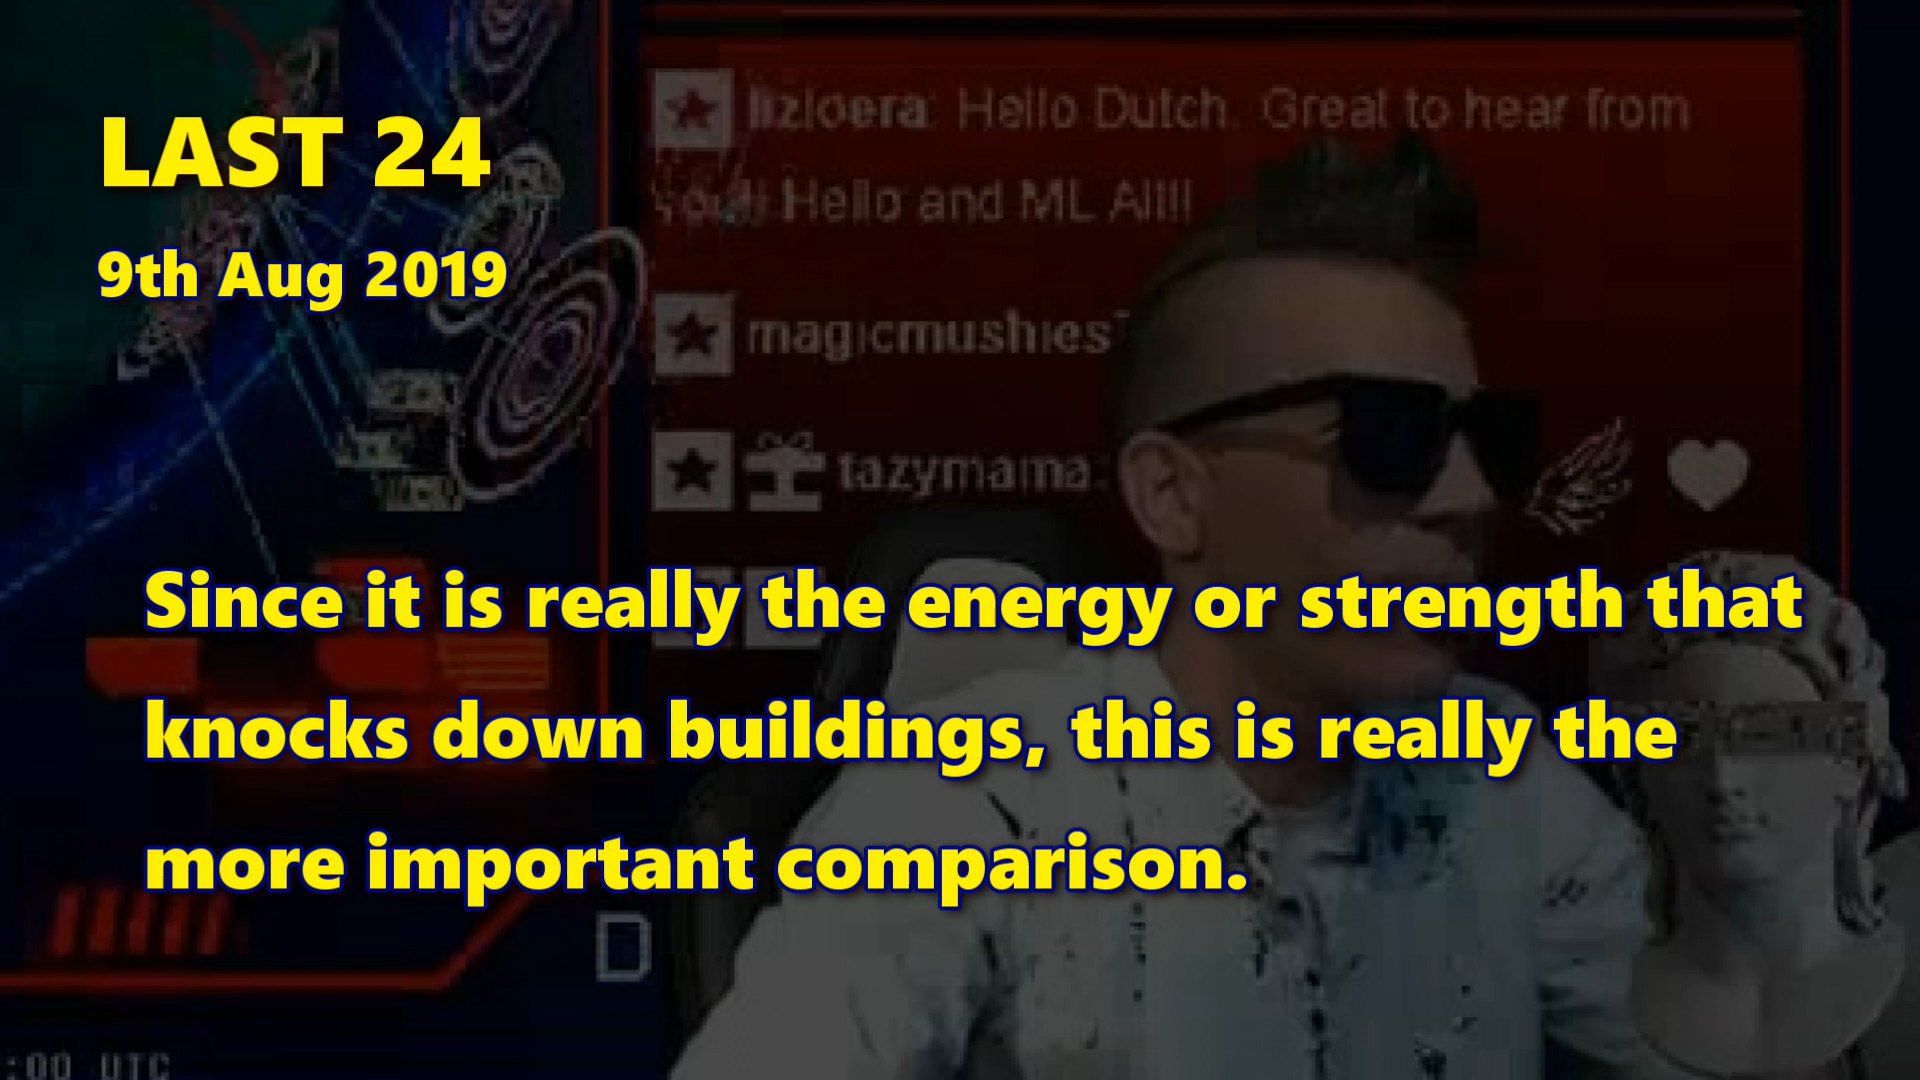 LAST 24
9th Aug 2019
lizloera: Hello Dutch. Great to hear from
you!! Hello and ML All!!
magicmushies
tazymama:
Since it is really the energy or strength that
knocks down buildings, this is really the
more important comparison.
D
:00 UTC